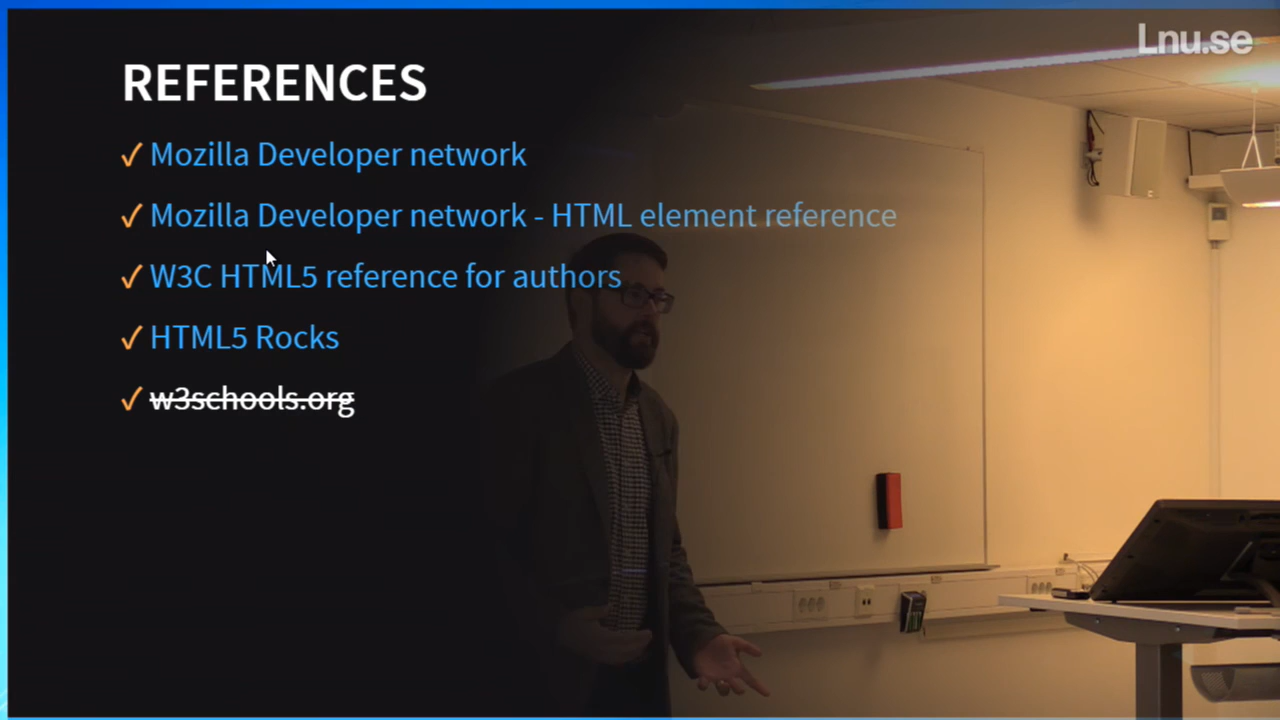 Lnu.se
REFERENCES
✓ Mozilla Developer network
✓ Mozilla Developer network - HTML element reference
✓ W3C HTML5 reference for authors
✓ HTML5 Rocks
✓ w3schools.org